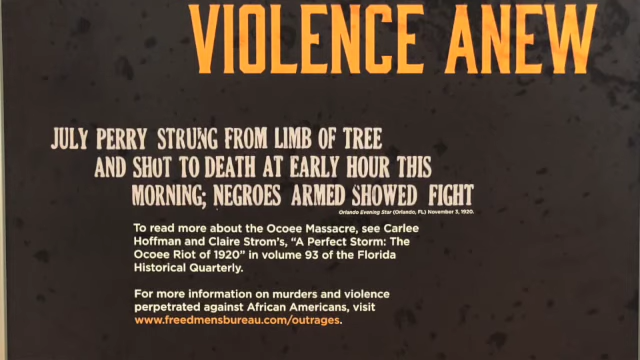 VIOLENCE ANEW
JULY PERRY STRUNG FROM LIMB OF TREE
AND SHOT TO DEATH AT EARLY HOUR THIS
MORNING; NEGROES ARMED SHOWED FIGHT
Orlando Evening Star (Orlando, FL) November 3, 1920.
To read more about the Ocoee Massacre, see Carlee
Hoffman and Claire Strom's, "A Perfect Storm: The
Ocoee Riot of 1920" in volume 93 of the Florida
Historical Quarterly.
For more information on murders and violence
perpetrated against African Americans, visit
www.freedmensbureau.com/outrages.